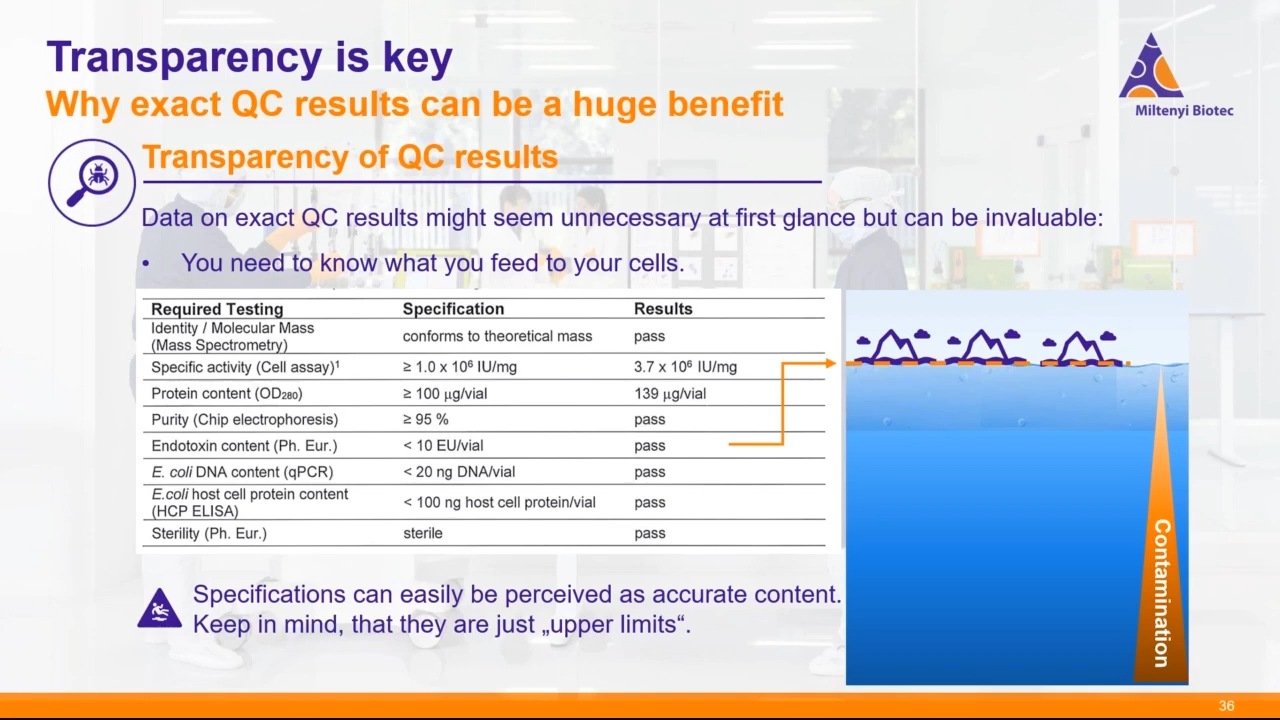 Transparency is key
Why exact QC results can be a huge benefit
Miltenyi Biotec
Transparency of QC results
Data on exact QC results might seem unnecessary at first glance but can be invaluable:
• You need to know what you feed to your cells.
Required Testing Specification Results
Identity / Molecular Mass
(Mass Spectrometry) conforms to theoretical mass pass
Specific activity (Cell assay)¹ ≥ 1.0 x 10⁶ IU/mg 3.7 x 10⁶ IU/mg
Protein content (OD₂₈₀) ≥ 100 µg/vial 139 µg/vial
Purity (Chip electrophoresis) ≥ 95 % pass
Endotoxin content (Ph. Eur.) < 10 EU/vial pass
E. coli DNA content (qPCR) < 20 ng DNA/vial pass
E.coli host cell protein content
(HCP ELISA) < 100 ng host cell protein/vial pass
Sterility (Ph. Eur.) sterile pass
Contamination
Specifications can easily be perceived as accurate content.
Keep in mind, that they are just „upper limits“.
36